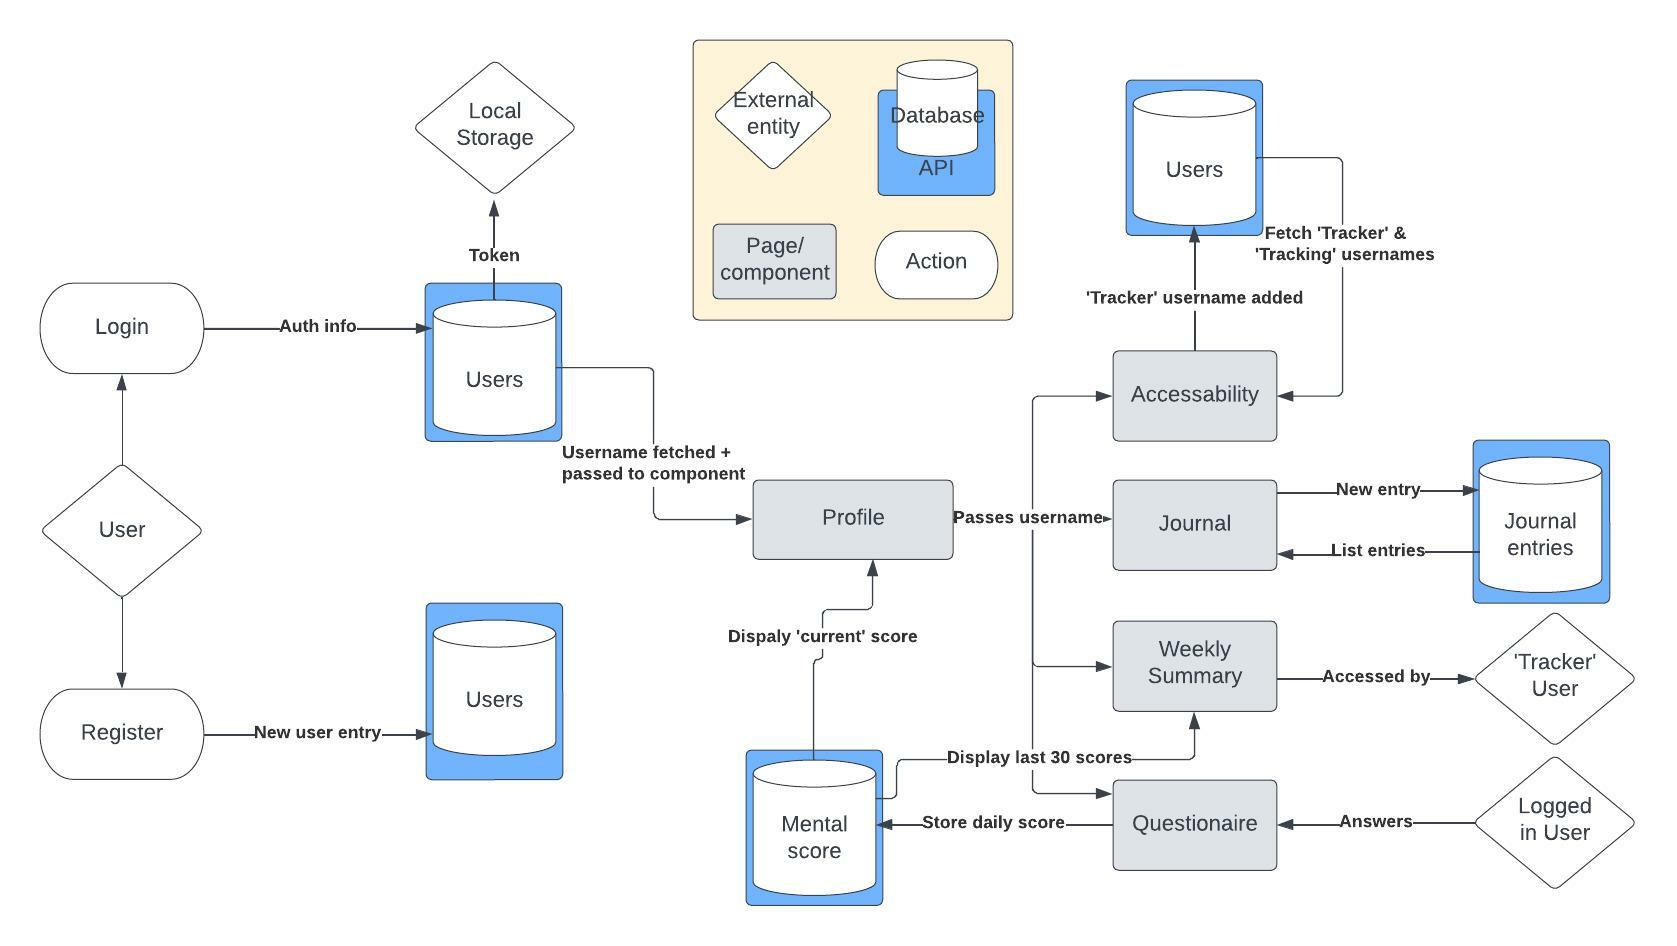 Local
Storage
Token
Login
Auth info
Users
User
Register
New user entry
Users
External
entity
Database
API
Page/
component
Action
Username fetched +
passed to component
Profile
Passes username
Dispaly 'current' score
Mental
score
Display last 30 scores
Store daily score
Users
Fetch 'Tracker' &
'Tracking' usernames
'Tracker' username added
Accessability
Journal
New entry
List entries
Journal
entries
Weekly
Summary
Accessed by
'Tracker'
User
Questionaire
Answers
Logged
in User